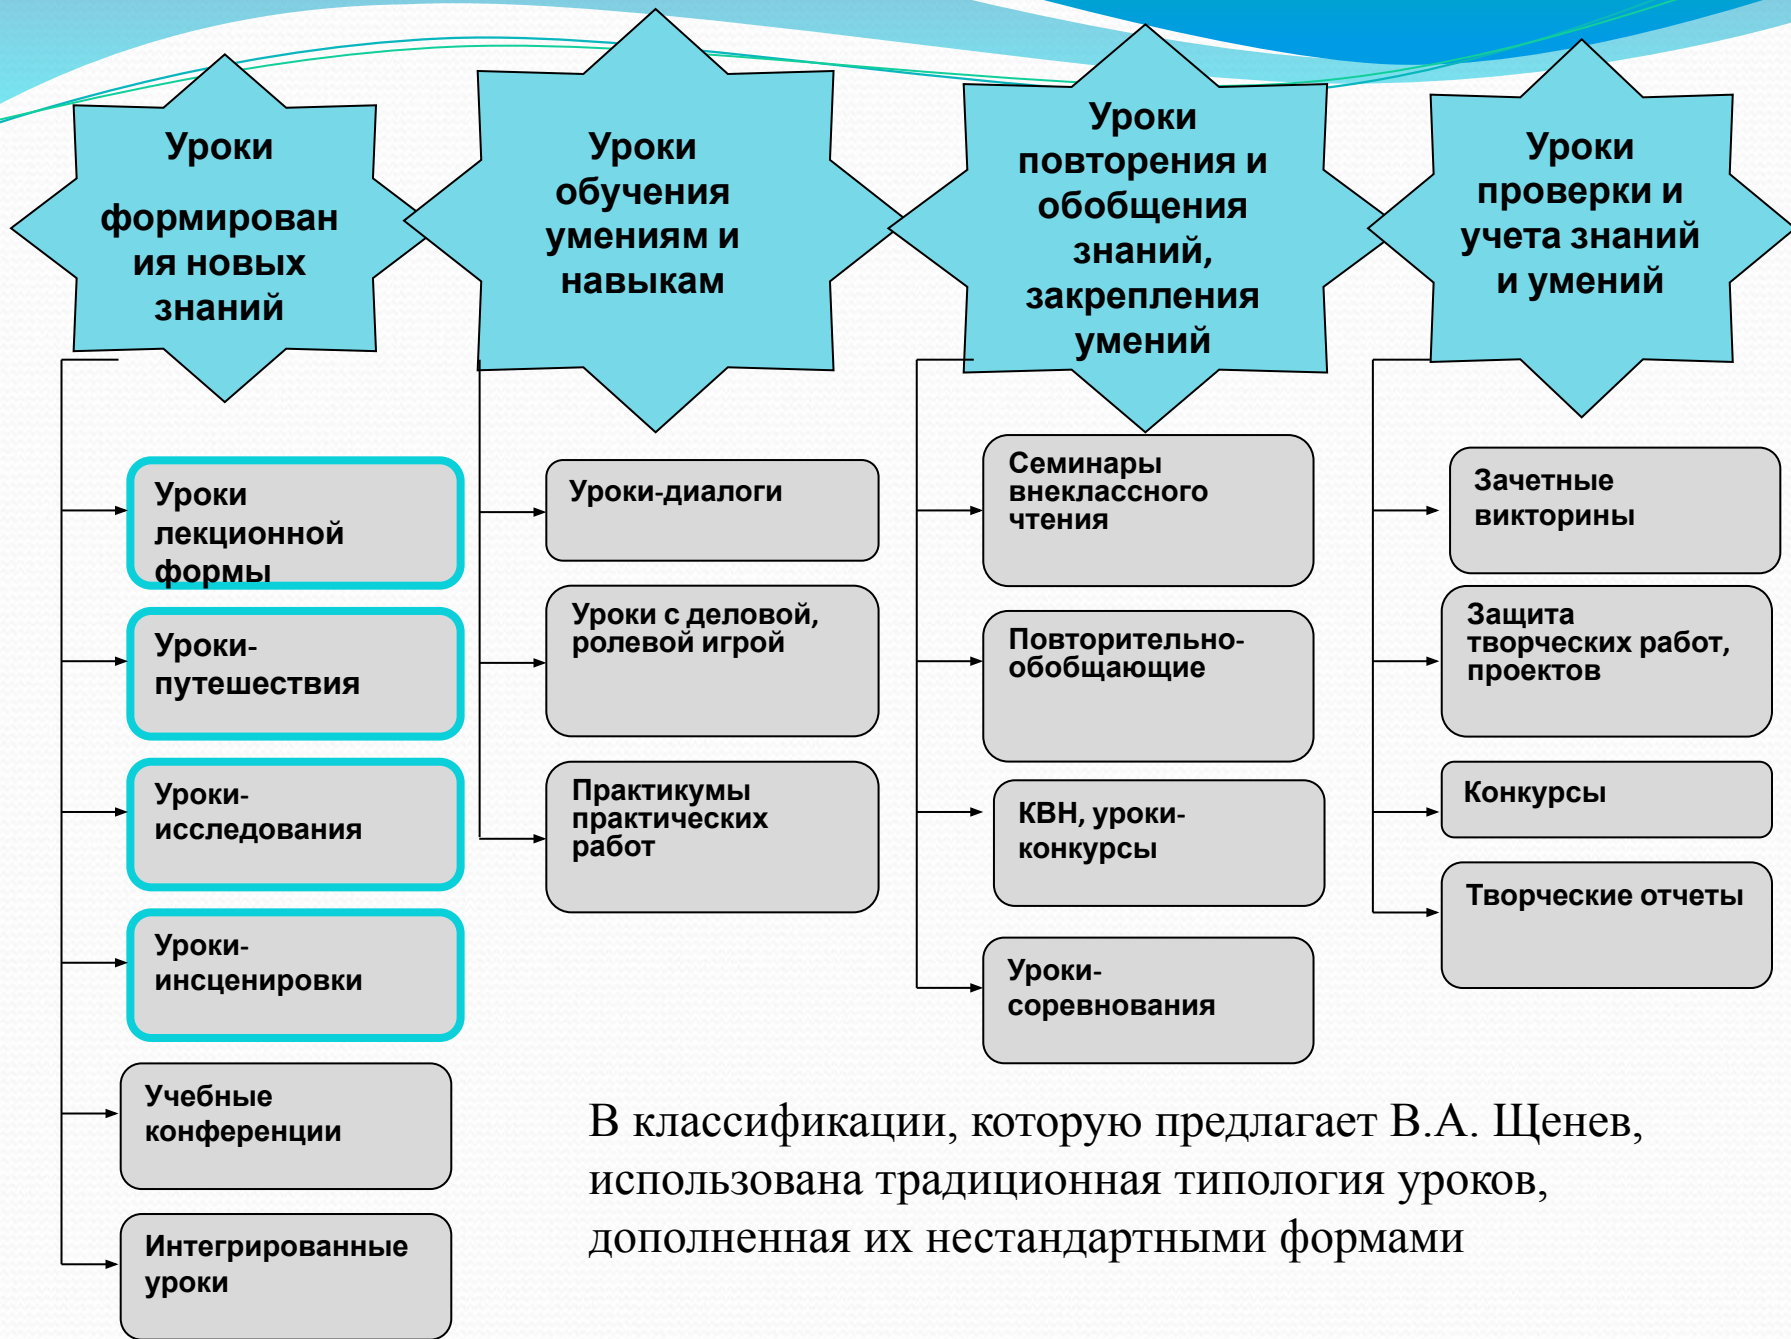 Уроки
формирован
ия новых
знаний
Уроки
лекционной
формы
Уроки-
путешествия
Уроки-
исследования
Уроки-
инсценировки
Учебные
конференции
Интегрированные
уроки
Уроки
обучения
умениям и
навыкам
Уроки-диалоги
Уроки с деловой,
ролевой игрой
Практикумы
практических
работ
Уроки
повторения и
обобщения
знаний,
закрепления
умений
Семинары
внеклассного
чтения
Повторительно-
обобщающие
КВН, уроки-
конкурсы
Уроки-
соревнования
Уроки
проверки и
учета знаний
и умений
Зачетные
викторины
Защита
творческих работ,
проектов
Конкурсы
Творческие отчеты
В классификации, которую предлагает В.А. Щенев,
использована традиционная типология уроков,
дополненная их нестандартными формами